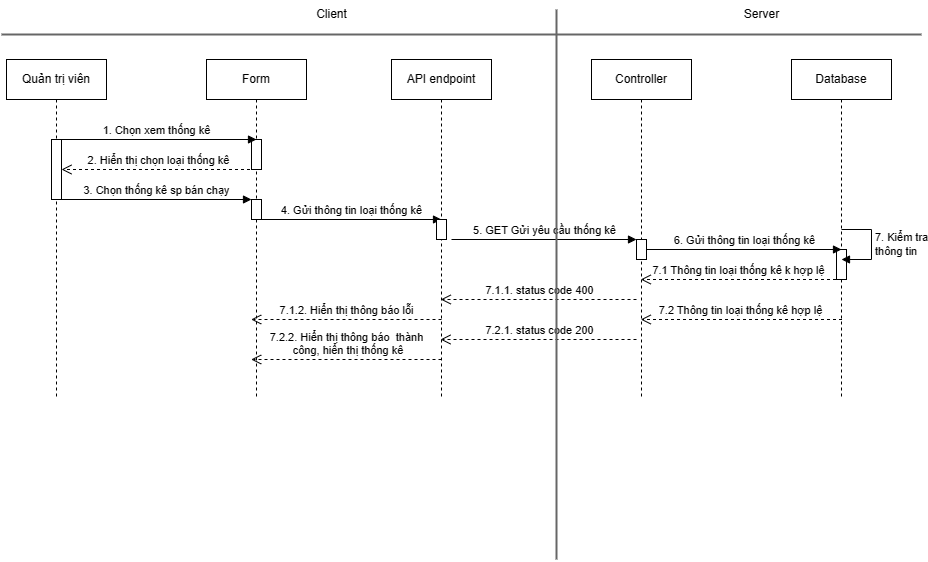 Client
Server
Quản trị viên
Form
API endpoint
Controller
Database
1. Chọn xem thống kê
2. Hiển thị chọn loại thống kê
3. Chọn thống kê sp bán chạy
4. Gửi thông tin loại thống kê
5. GET Gửi yêu cầu thống kê
6. Gửi thông tin loại thống kê
7. Kiểm tra
thông tin
7.1 Thông tin loại thống kê k hợp lệ
7.1.1. status code 400
7.1.2. Hiển thị thông báo lỗi
7.2 Thông tin loại thống kê hợp lệ
7.2.1. status code 200
7.2.2. Hiển thị thông báo thành
công, hiển thị thống kê